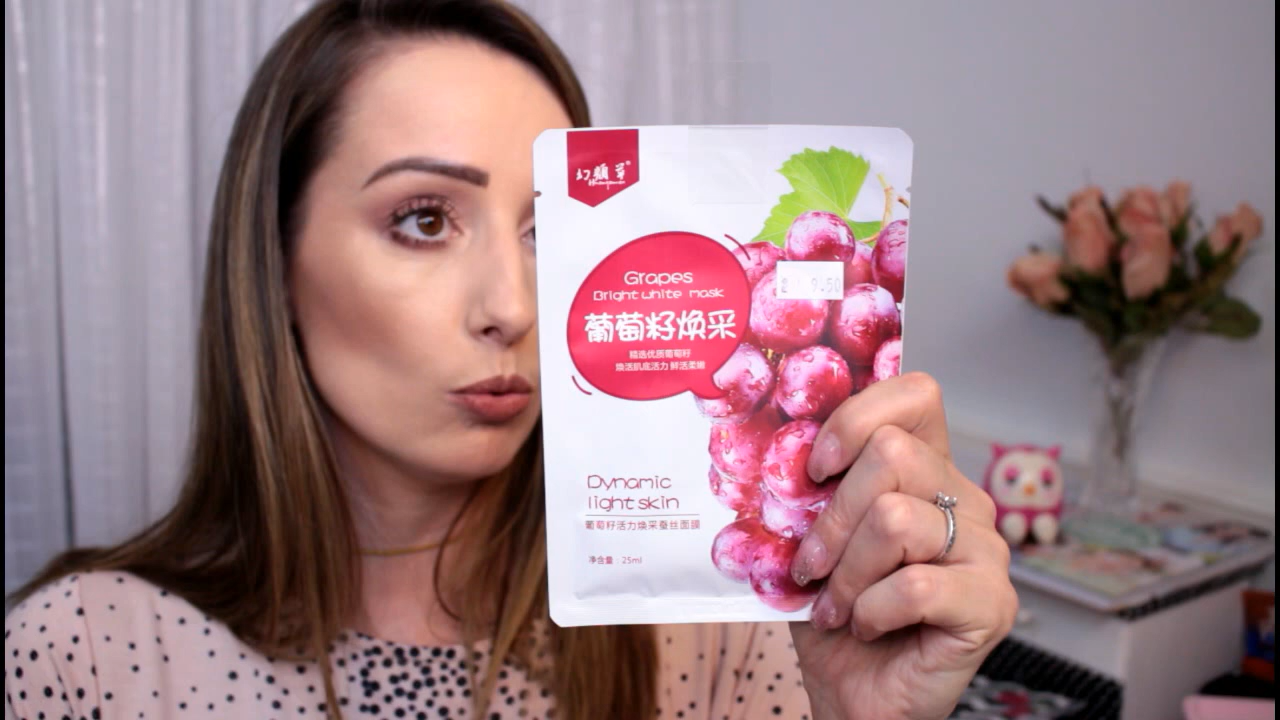 幻颜草
Grapes
Bright white mask
葡萄籽焕采
精选优质葡萄籽
焕活肌底活力 鲜活柔嫩
9.50
Dynamic
light skin
葡萄籽活力焕采蚕丝面膜
净含量：25ml